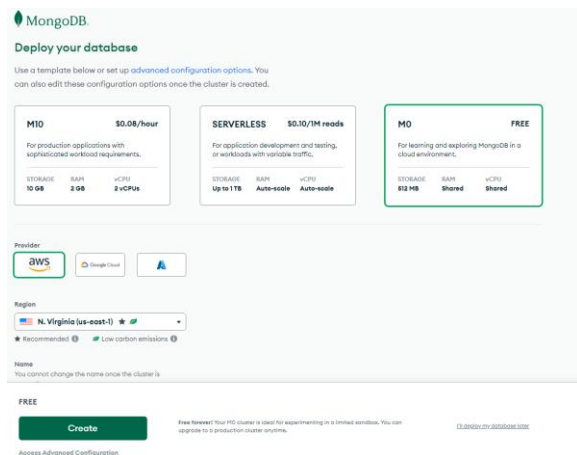 MongoDB.
Deploy your database
Use a template below or set up advanced configuration options. You
can also edit these configuration options once the cluster is created.
M10 $0.08/hour
For production applications with
sophisticated workload requirements.
STORAGE RAM vCPU
10 GB 2 GB 2 vCPUs
SERVERLESS $0.10/1M reads
For application development and testing,
or workloads with variable traffic.
STORAGE RAM vCPU
Up to 1TB Auto-scale Auto-scale
M0 FREE
For learning and exploring MongoDB in a
cloud environment.
STORAGE RAM vCPU
512 MB Shared Shared
Provider
aws
Google Cloud
Region
N. Virginia (us-east-1)
Recommended
Low carbon emissions
Name
You cannot change the name once the cluster is
FREE
Create
Free forever! Your M0 cluster is ideal for experimenting in a limited sandbox. You can
upgrade to a production cluster anytime.
I'll deploy my database later
Access Advanced Configuration